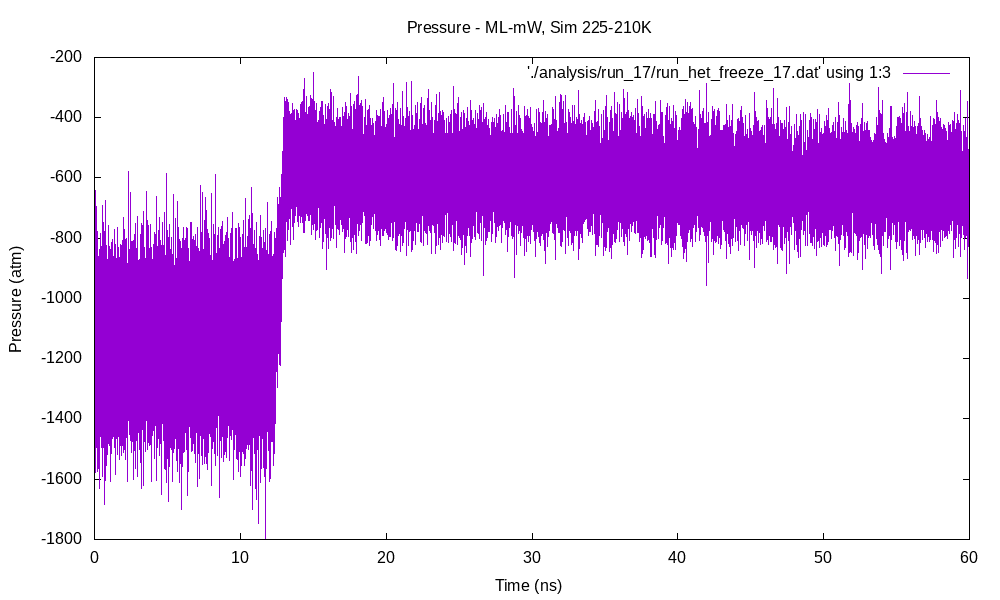 Pressure - ML-mW, Sim 225-210K
'./analysis/run_17/run_het_freeze_17.dat' using 1:3
Pressure (atm)
-200
-400
-600
-800
-1000
-1200
-1400
-1600
-1800
0 10 20 30 40 50 60
Time (ns)